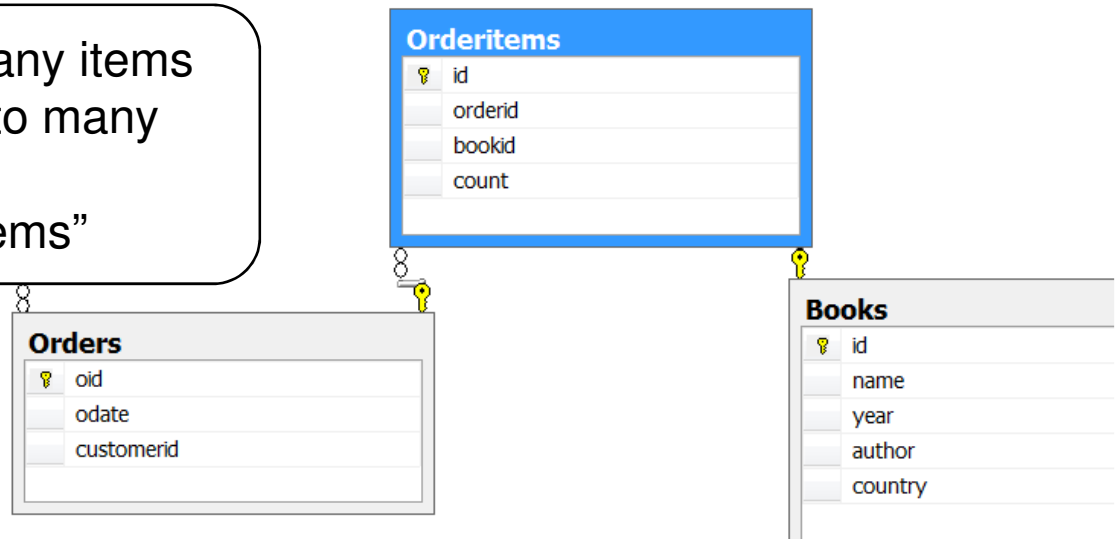 any items
to many
ems”
Orderitems
id
orderid
bookid
count
Orders
oid
odate
customerid
Books
id
name
year
author
country